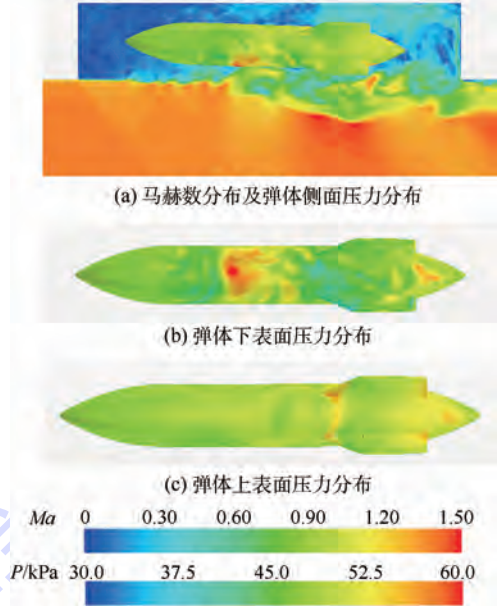 (a) 马赫数分布及弹体侧面压力分布
(b) 弹体下表面压力分布
(c) 弹体上表面压力分布
Ma 0 0.30 0.60 0.90 1.20 1.50
P/kPa 30.0 37.5 45.0 52.5 60.0